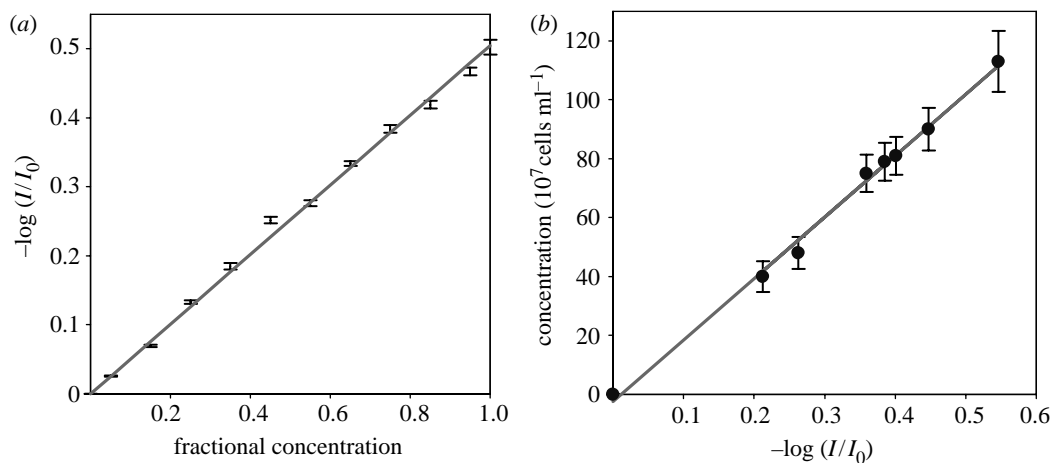 (a)
0.5
0.4
0.3
0.2
0.1
0
–log (I/I₀)
0.2 0.4 0.6 0.8 1.0
fractional concentration
(b)
120
100
80
60
40
20
0
concentration (10⁷cells ml⁻¹)
0.1 0.2 0.3 0.4 0.5 0.6
–log (I/I₀)